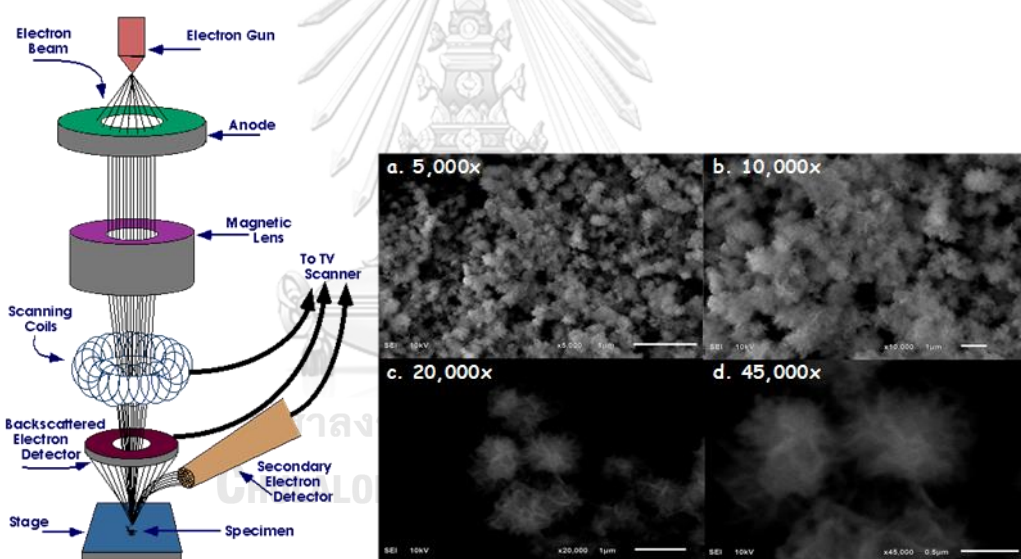 Electron
Beam
Electron Gun
Anode
Magnetic
Lens
To TV
Scanner
Scanning
Coils
Backscattered
Electron
Detector
Secondary
Electron
Detector
Stage
Specimen
a. 5,000x
SEI 10kV x5,000 1µm
b. 10,000x
SEI 10kV x10,000 1µm
c. 20,000x
SEI 10kV x20,000 1µm
d. 45,000x
SEI 10kV x45,000 0.5µm